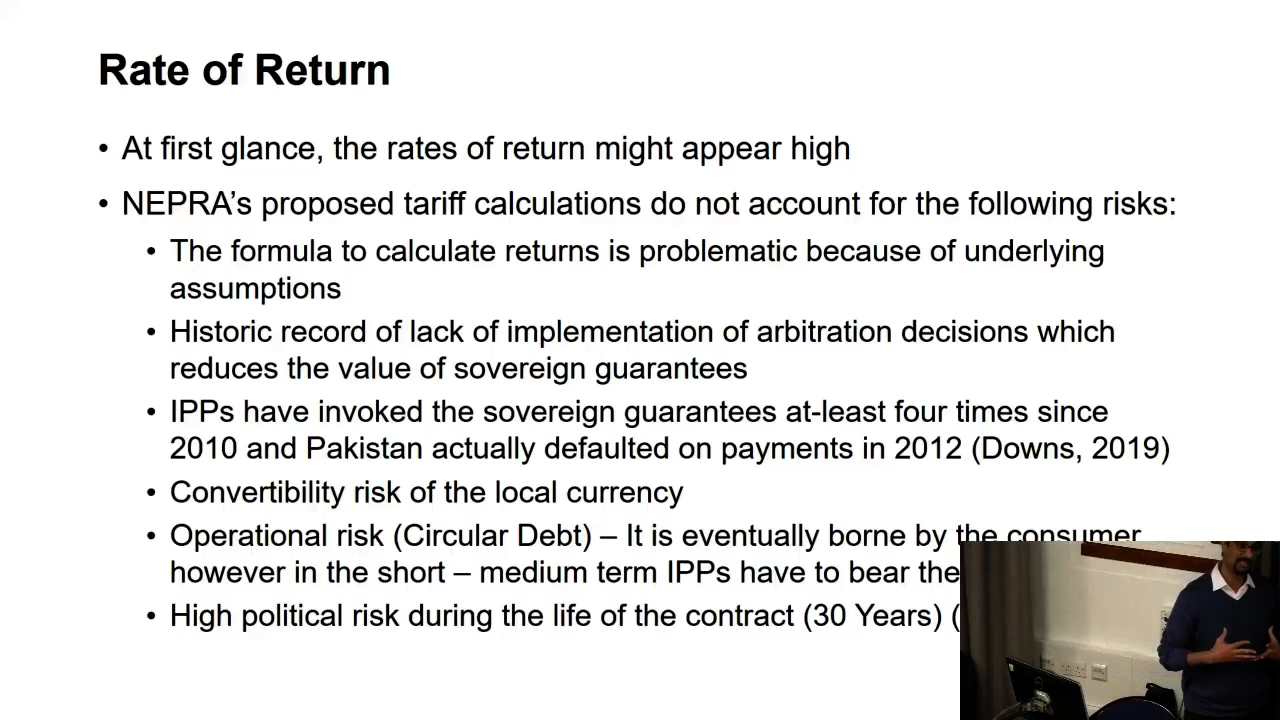 Rate of Return
• At first glance, the rates of return might appear high
• NEPRA's proposed tariff calculations do not account for the following risks:
• The formula to calculate returns is problematic because of underlying
assumptions
• Historic record of lack of implementation of arbitration decisions which
reduces the value of sovereign guarantees
• IPPs have invoked the sovereign guarantees at-least four times since
2010 and Pakistan actually defaulted on payments in 2012 (Downs, 2019)
• Convertibility risk of the local currency
• Operational risk (Circular Debt) – It is eventually borne by the consumer
however in the short – medium term IPPs have to bear the
• High political risk during the life of the contract (30 Years) (